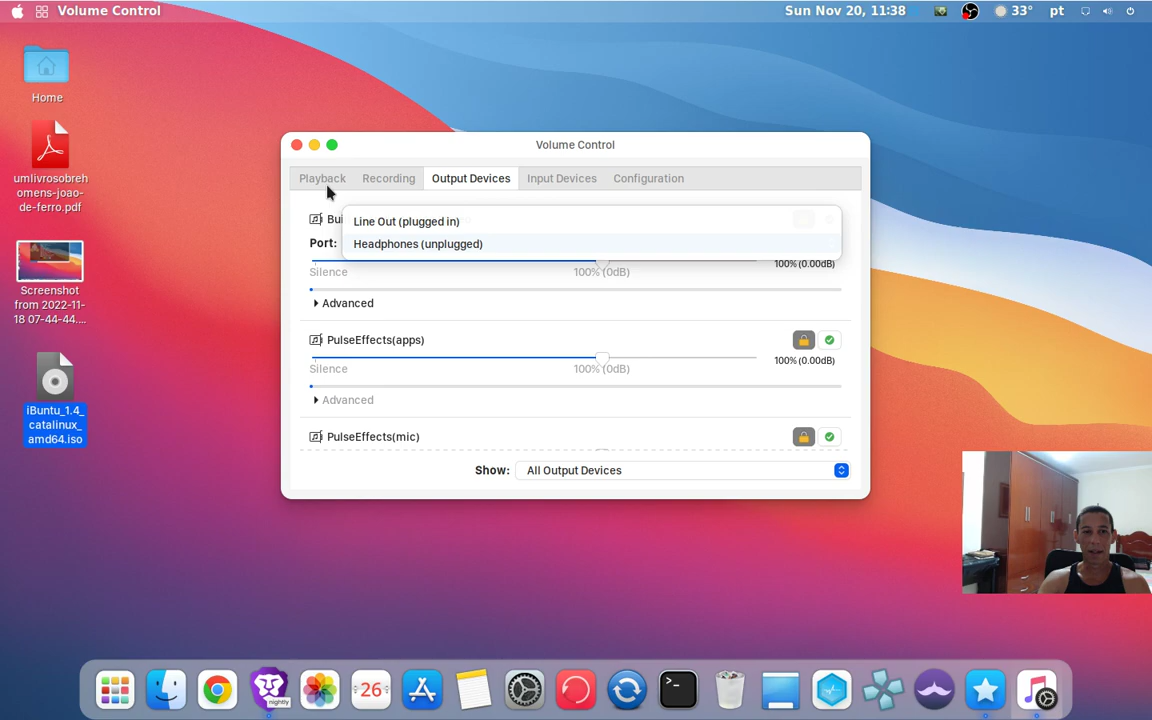 Volume Control
Sun Nov 20, 11:38
33°
pt
Home
umlivrosobreh
omens-joao-
de-ferro.pdf
Screenshot
from 2022-11-
18 07-44-44....
iBuntu_1.4_
catalinux_
amd64.iso
Volume Control
Playback
Recording
Output Devices
Input Devices
Configuration
Port:
Line Out (plugged in)
Headphones (unplugged)
100% (0.00dB)
Silence
100% (0dB)
Advanced
PulseEffects(apps)
100% (0.00dB)
Silence
100% (0dB)
Advanced
PulseEffects(mic)
Show:
All Output Devices
nightly
26
>_